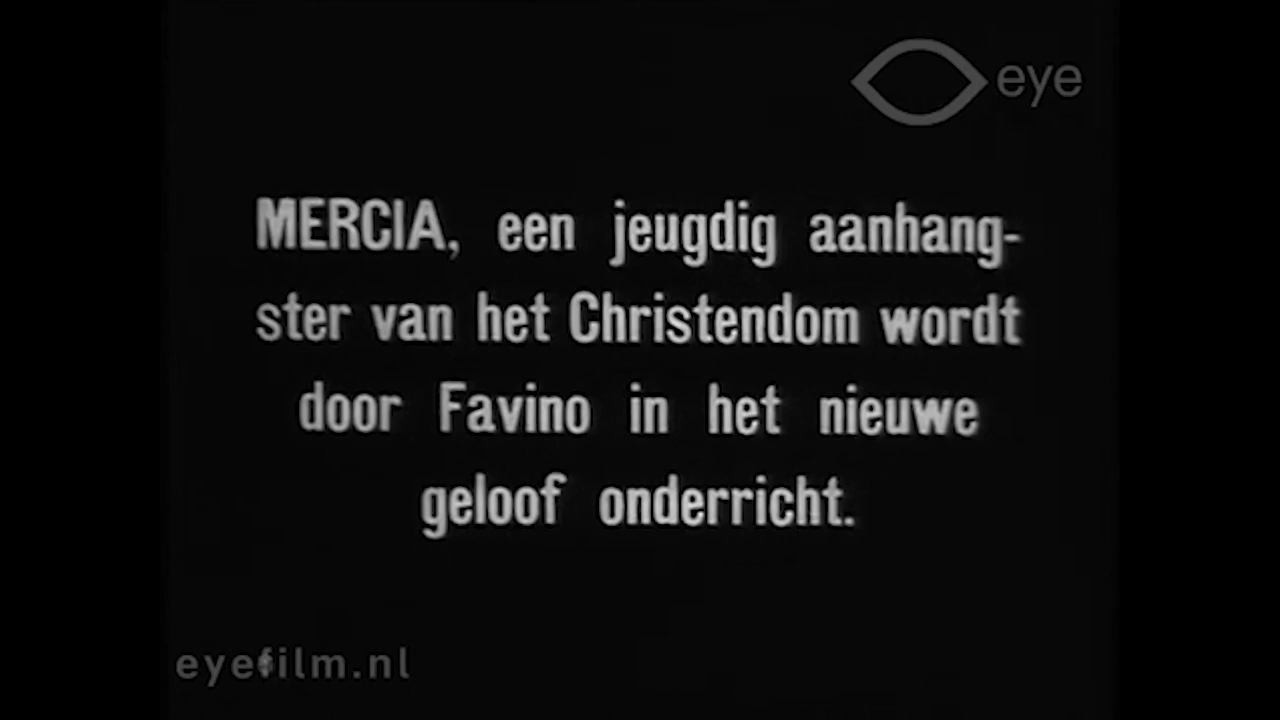 eye
MERCIA, een jeugdig aanhang-
ster van het Christendom wordt
door Favino in het nieuwe
geloof onderricht.
eyefilm.nl